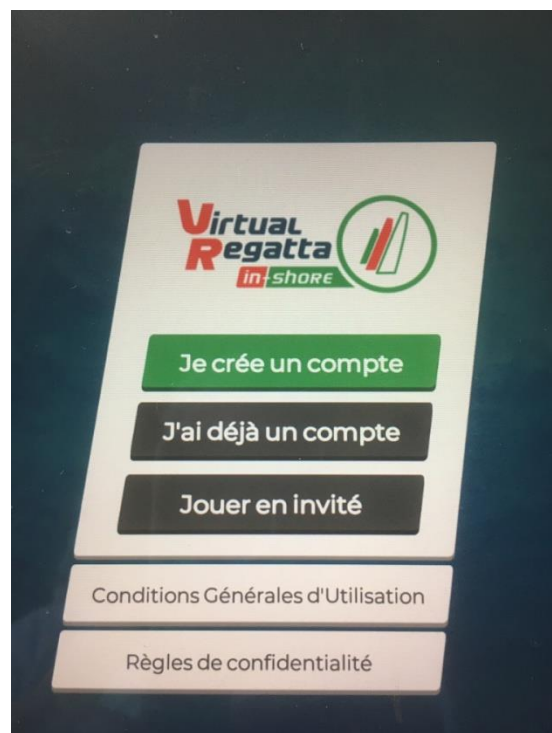 Virtual
Regatta
in-shore
Je crée un compte
J'ai déjà un compte
Jouer en invité
Conditions Générales d'Utilisation
Règles de confidentialité